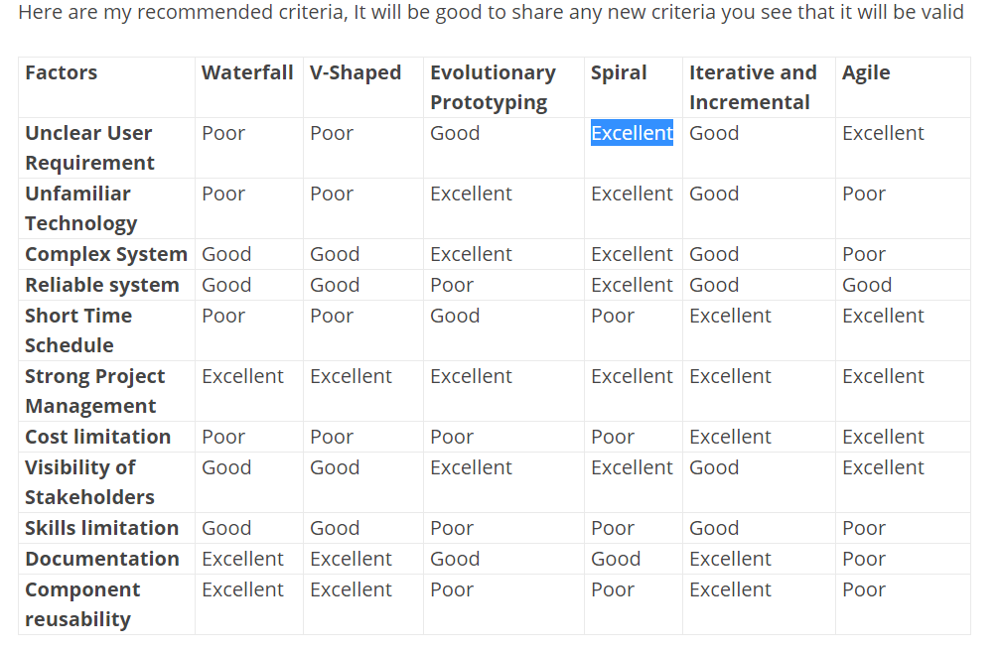 Here are my recommended criteria, It will be good to share any new criteria you see that it will be valid
Factors Waterfall V-Shaped Evolutionary Prototyping Spiral Iterative and Incremental Agile
Unclear User Requirement Poor Poor Good Excellent Good Excellent
Unfamiliar Technology Poor Poor Excellent Excellent Good Poor
Complex System Good Good Excellent Excellent Good Poor
Reliable system Good Good Poor Excellent Good Good
Short Time Schedule Poor Poor Good Poor Excellent Excellent
Strong Project Management Excellent Excellent Excellent Excellent Excellent Excellent
Cost limitation Poor Poor Poor Poor Excellent Excellent
Visibility of Stakeholders Good Good Excellent Excellent Good Excellent
Skills limitation Good Good Poor Poor Good Poor
Documentation Excellent Excellent Good Good Excellent Poor
Component reusability Excellent Excellent Poor Poor Excellent Poor